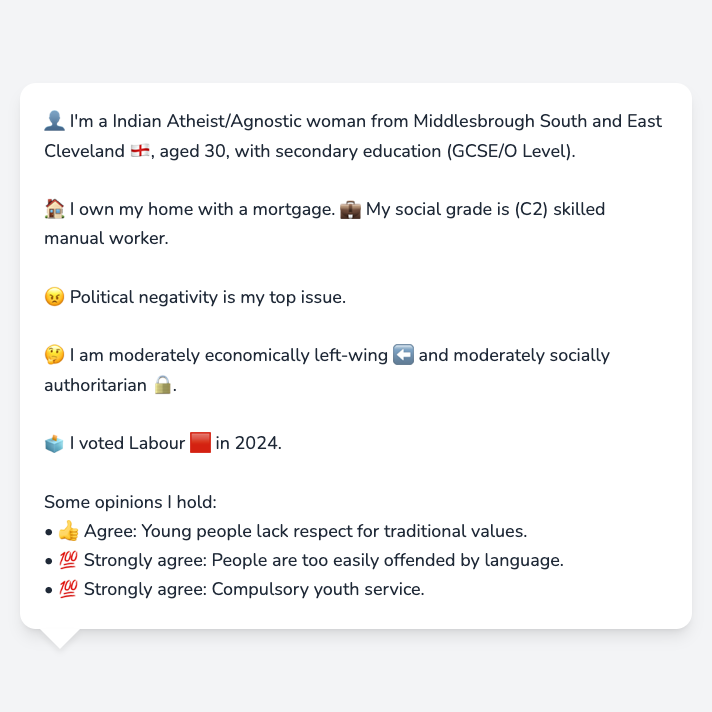 👤 I'm a Indian Atheist/Agnostic woman from Middlesbrough South and East
Cleveland 🏴󠁧󠁢󠁥󠁮󠁧󠁿, aged 30, with secondary education (GCSE/O Level).
🏠 I own my home with a mortgage. 💼 My social grade is (C2) skilled
manual worker.
😠 Political negativity is my top issue.
🤔 I am moderately economically left-wing ⬅️ and moderately socially
authoritarian 🔒.
🗳️ I voted Labour 🟥 in 2024.
Some opinions I hold:
• 👍 Agree: Young people lack respect for traditional values.
• 💯 Strongly agree: People are too easily offended by language.
• 💯 Strongly agree: Compulsory youth service.